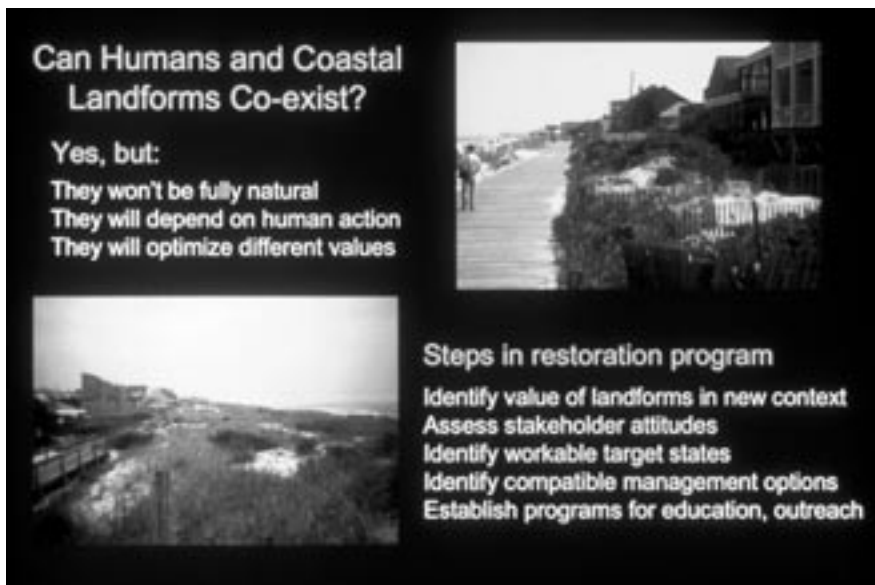 Can Humans and Coastal
Landforms Co-exist?
Yes, but:
They won't be fully natural
They will depend on human action
They will optimize different values
Steps in restoration program
Identify value of landforms in new context
Assess stakeholder attitudes
Identify workable target states
Identify compatible management options
Establish programs for education, outreach